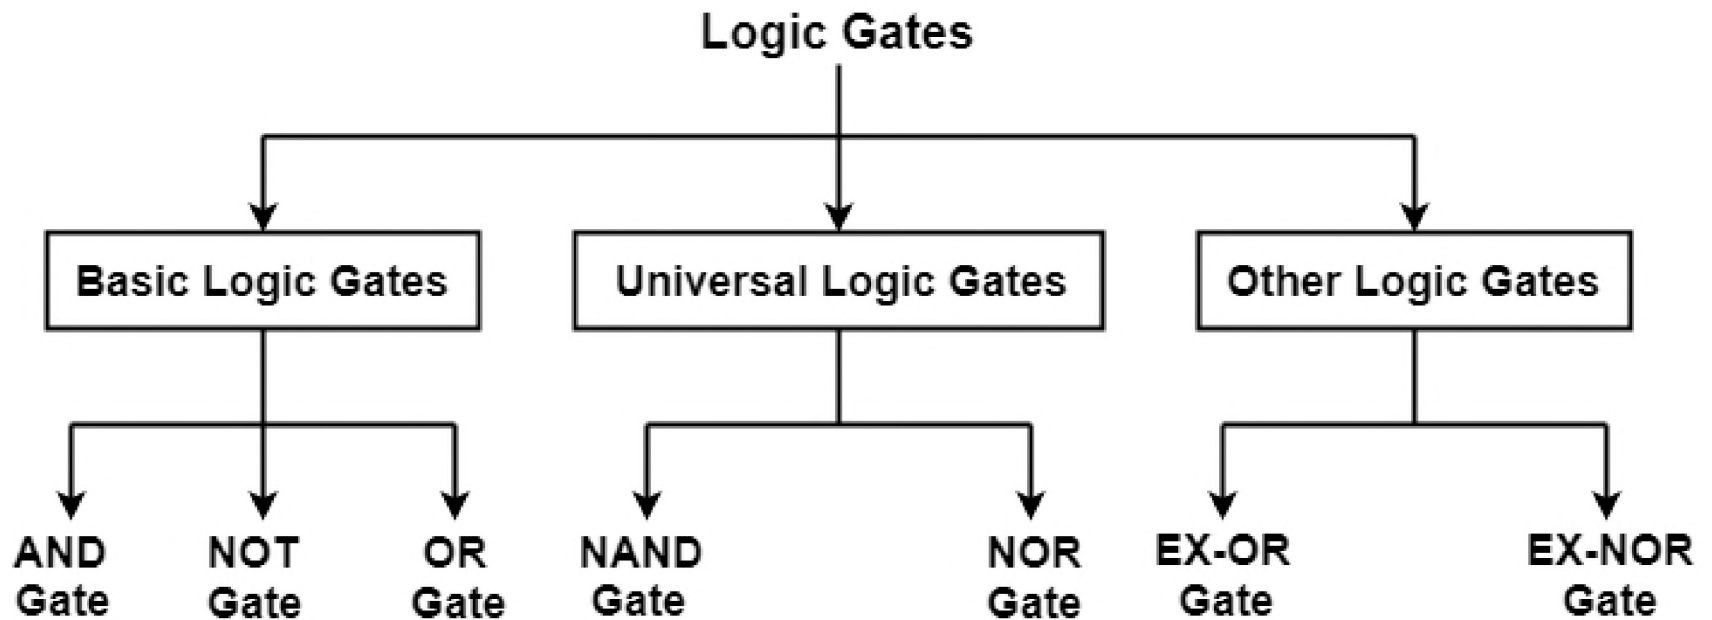 Logic Gates
Basic Logic Gates
Universal Logic Gates
Other Logic Gates
AND
Gate
NOT
Gate
OR
Gate
NAND
Gate
NOR
Gate
EX-OR
Gate
EX-NOR
Gate